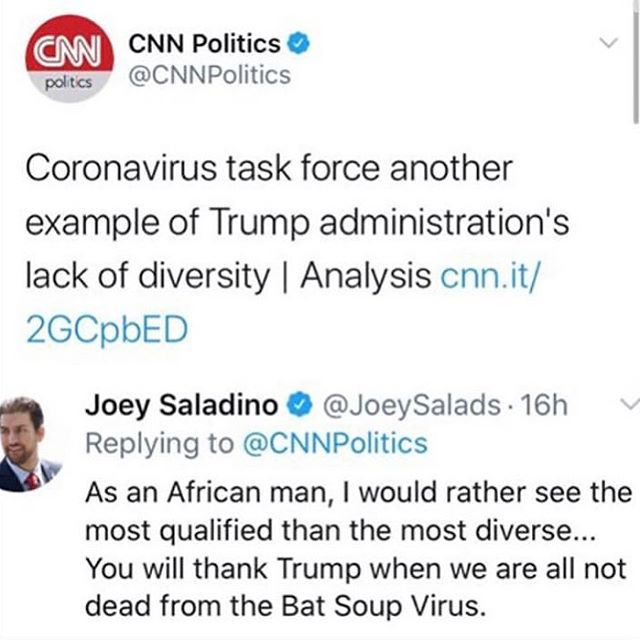 CNN
politics
CNN Politics
@CNNPolitics
Coronavirus task force another
example of Trump administration's
lack of diversity | Analysis cnn.it/
2GCpbED
Joey Saladino @JoeySalads · 16h
Replying to @CNNPolitics
As an African man, I would rather see the
most qualified than the most diverse...
You will thank Trump when we are all not
dead from the Bat Soup Virus.